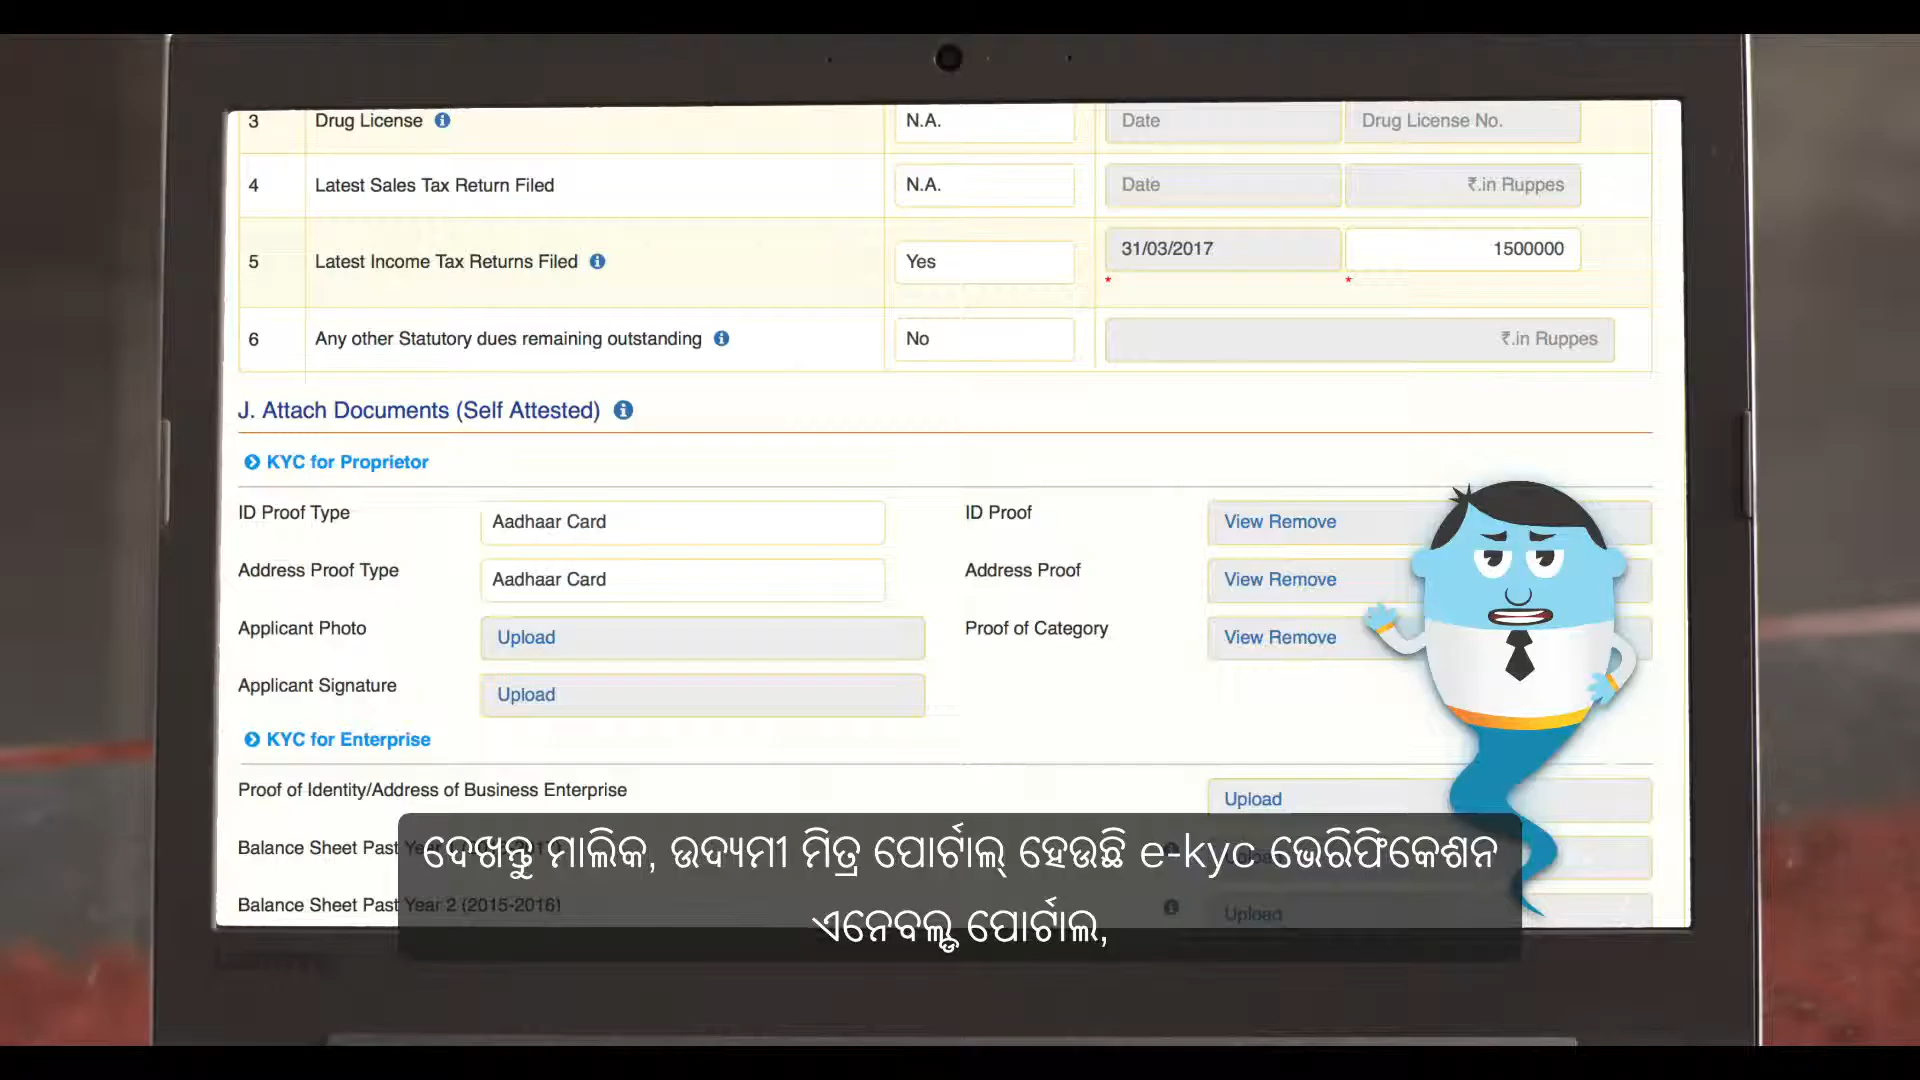 3 Drug License N.A. Date Drug License No.
4 Latest Sales Tax Return Filed N.A. Date ₹.in Ruppes
5 Latest Income Tax Returns Filed Yes 31/03/2017 1500000
* *
6 Any other Statutory dues remaining outstanding No ₹.in Ruppes
J. Attach Documents (Self Attested)
KYC for Proprietor
ID Proof Type Aadhaar Card ID Proof View Remove
Address Proof Type Aadhaar Card Address Proof View Remove
Applicant Photo Upload Proof of Category View Remove
Applicant Signature Upload
KYC for Enterprise
Proof of Identity/Address of Business Enterprise Upload
Balance Sheet Past Year Upload
Balance Sheet Past Year 2 (2015-2016) Upload
ଦେଖନ୍ତୁ ମାଲିକ, ଉଦ୍ୟମୀ ମିତ୍ର ପୋର୍ଟାଲ୍ ହେଉଛି e-kyc ଭେରିଫିକେଶନ
ଏନେବଲ୍ଡ ପୋର୍ଟାଲ,